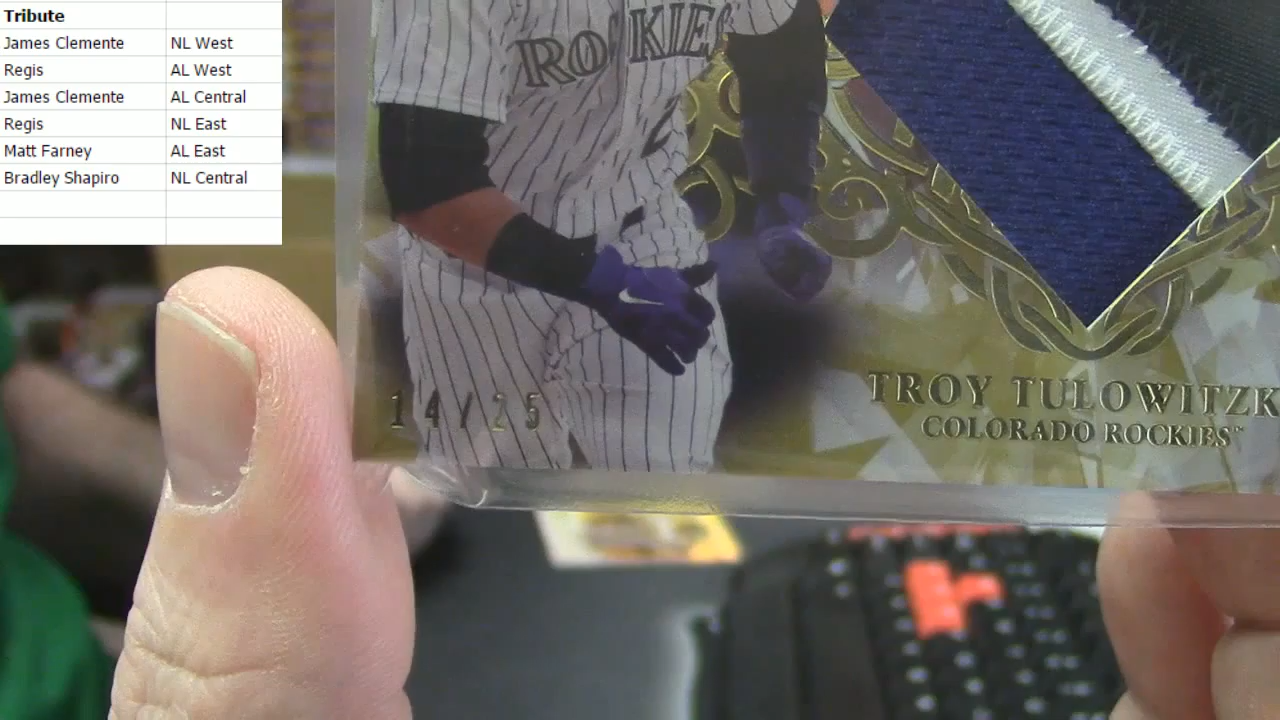 Tribute
James Clemente NL West
Regis AL West
James Clemente AL Central
Regis NL East
Matt Farney AL East
Bradley Shapiro NL Central
ROCKIES
14/25
TROY TULOWITZK
COLORADO ROCKIES™